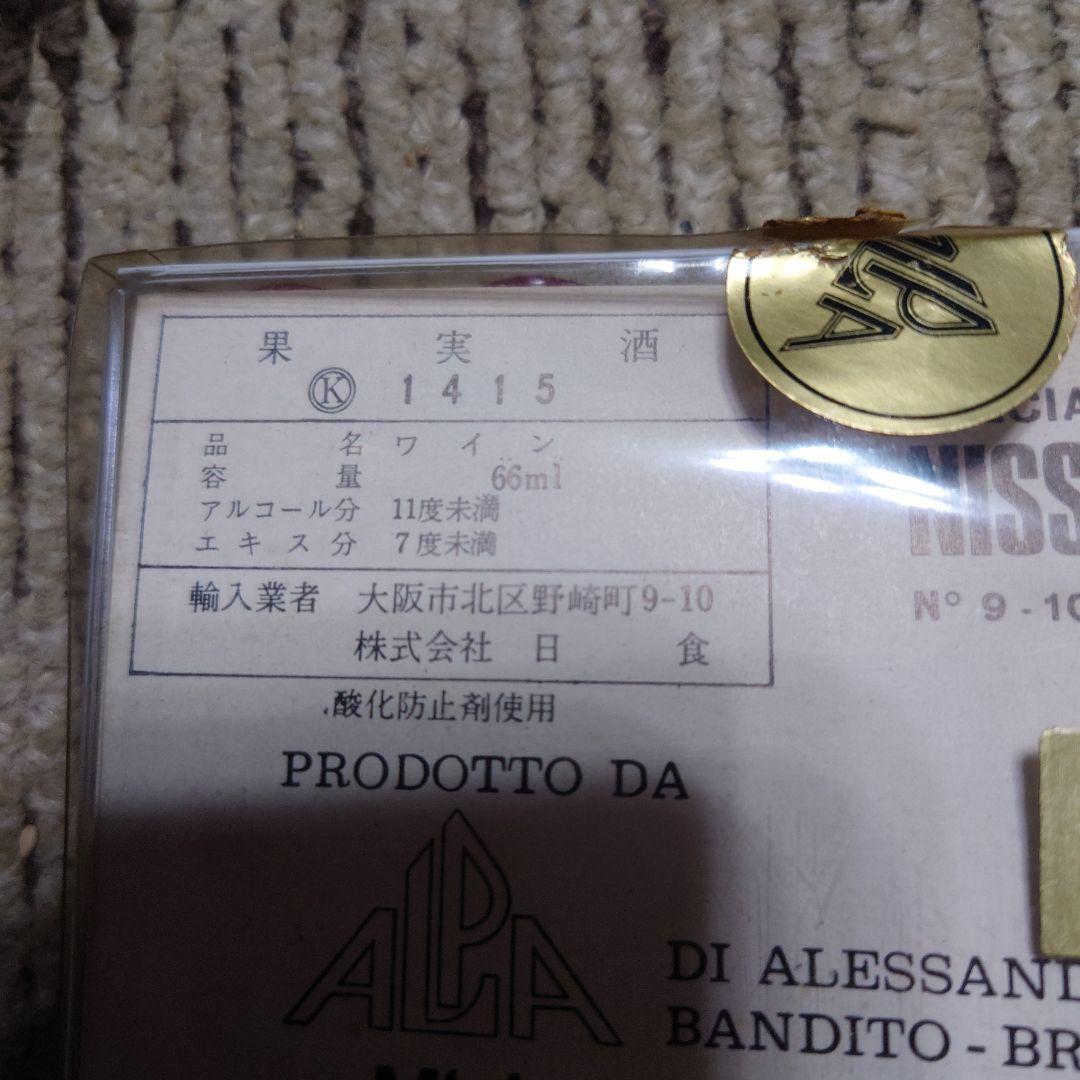 果実酒
Ⓚ 1415
品名 ワイン
容量 66ml
アルコール分 11度未満
エキス分 7度未満
輸入業者 大阪市北区野崎町9-10
株式会社 日食
酸化防止剤使用
PRODOTTO DA
ALPA
DI ALESSAND
BANDITO - BR
ALPA
CIA
NISS
N° 9 - 10